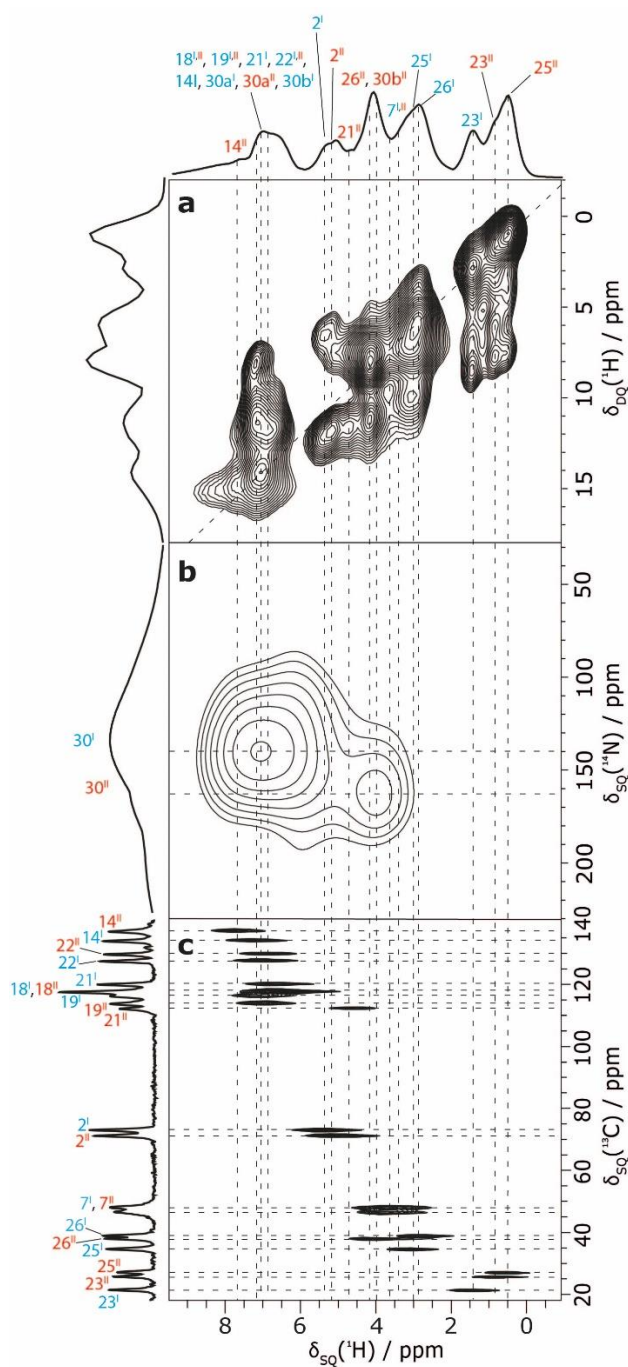 2ᴵ
18ᴵ,ᴵᴵ, 19ᴵ,ᴵᴵ, 21ᴵ, 22ᴵ,ᴵᴵ,
2ᴵᴵ
25ᴵ
23ᴵᴵ
14I, 30aᴵ, 30aᴵᴵ, 30bᴵ
26ᴵᴵ, 30bᴵᴵ
26ᴵ
25ᴵᴵ
14ᴵᴵ
21ᴵᴵ
7ᴵ,ᴵᴵ
23ᴵ
a
0
5
10
15
δDQ(¹H) / ppm
b
50
100
150
200
δSQ(¹⁴N) / ppm
30ᴵ
30ᴵᴵ
c
140
120
100
80
60
40
20
δSQ(¹³C) / ppm
14ᴵᴵ
14ᴵ
22ᴵᴵ
22ᴵ
21ᴵ
18ᴵ,18ᴵᴵ
19ᴵ
19ᴵᴵ
21ᴵᴵ
2ᴵ
2ᴵᴵ
7ᴵ, 7ᴵᴵ
26ᴵ
26ᴵᴵ
25ᴵ
25ᴵᴵ
23ᴵᴵ
23ᴵ
8 6 4 2 0
δSQ(¹H) / ppm